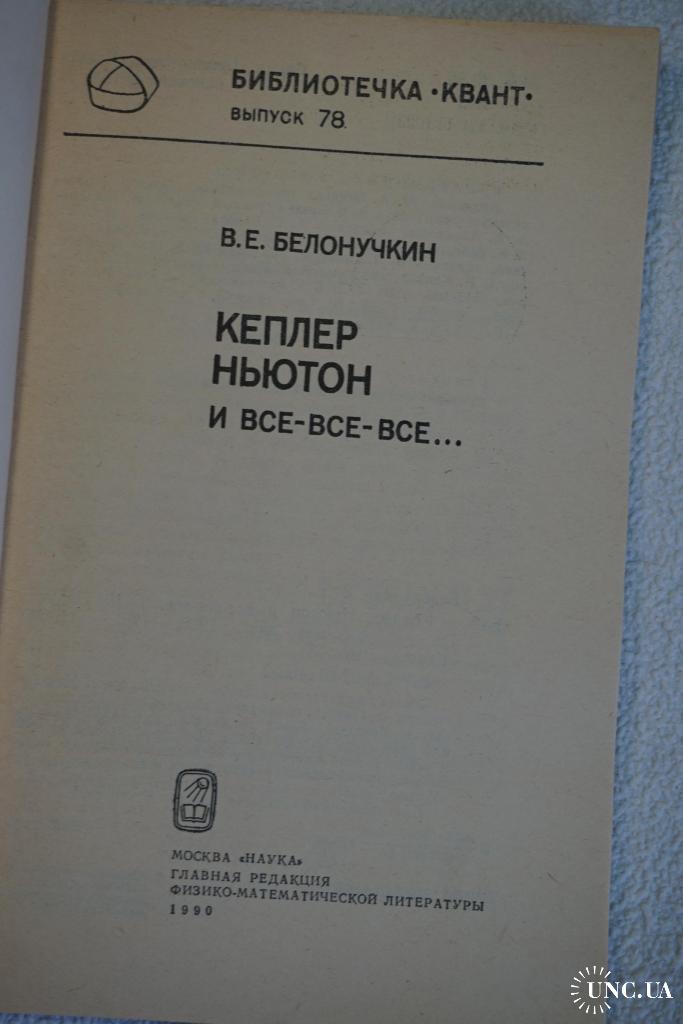 БИБЛИОТЕЧКА •КВАНТ•
ВЫПУСК 78.
В. Е. БЕЛОНУЧКИН
КЕПЛЕР
НЬЮТОН
И ВСЕ-ВСЕ-ВСЕ...
МОСКВА «НАУКА»
ГЛАВНАЯ РЕДАКЦИЯ
ФИЗИКО-МАТЕМАТИЧЕСКОЙ ЛИТЕРАТУРЫ
1990
UNC.UA